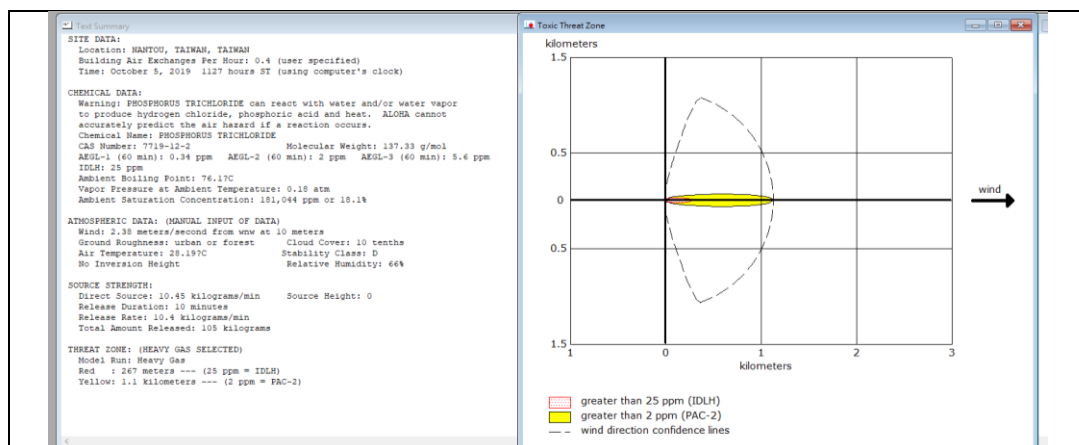 Text Summary
SITE DATA:
Location: NANTOU, TAIWAN, TAIWAN
Building Air Exchanges Per Hour: 0.4 (user specified)
Time: October 5, 2019 1127 hours ST (using computer's clock)
CHEMICAL DATA:
Warning: PHOSPHORUS TRICHLORIDE can react with water and/or water vapor
to produce hydrogen chloride, phosphoric acid and heat. ALOHA cannot
accurately predict the air hazard if a reaction occurs.
Chemical Name: PHOSPHORUS TRICHLORIDE
CAS Number: 7719-12-2 Molecular Weight: 137.33 g/mol
AEGL-1 (60 min): 0.34 ppm AEGL-2 (60 min): 2 ppm AEGL-3 (60 min): 5.6 ppm
IDLH: 25 ppm
Ambient Boiling Point: 76.1?C
Vapor Pressure at Ambient Temperature: 0.18 atm
Ambient Saturation Concentration: 181,044 ppm or 18.1%
ATMOSPHERIC DATA: (MANUAL INPUT OF DATA)
Wind: 2.38 meters/second from wnw at 10 meters
Ground Roughness: urban or forest Cloud Cover: 10 tenths
Air Temperature: 28.19?C Stability Class: D
No Inversion Height Relative Humidity: 66%
SOURCE STRENGTH:
Direct Source: 10.45 kilograms/min Source Height: 0
Release Duration: 10 minutes
Release Rate: 10.4 kilograms/min
Total Amount Released: 105 kilograms
THREAT ZONE: (HEAVY GAS SELECTED)
Model Run: Heavy Gas
Red : 267 meters --- (25 ppm = IDLH)
Yellow: 1.1 kilometers --- (2 ppm = PAC-2)
Toxic Threat Zone
kilometers
1.5
0.5
0
0.5
1.5
1 0 1 2 3
kilometers
wind
greater than 25 ppm (IDLH)
greater than 2 ppm (PAC-2)
wind direction confidence lines